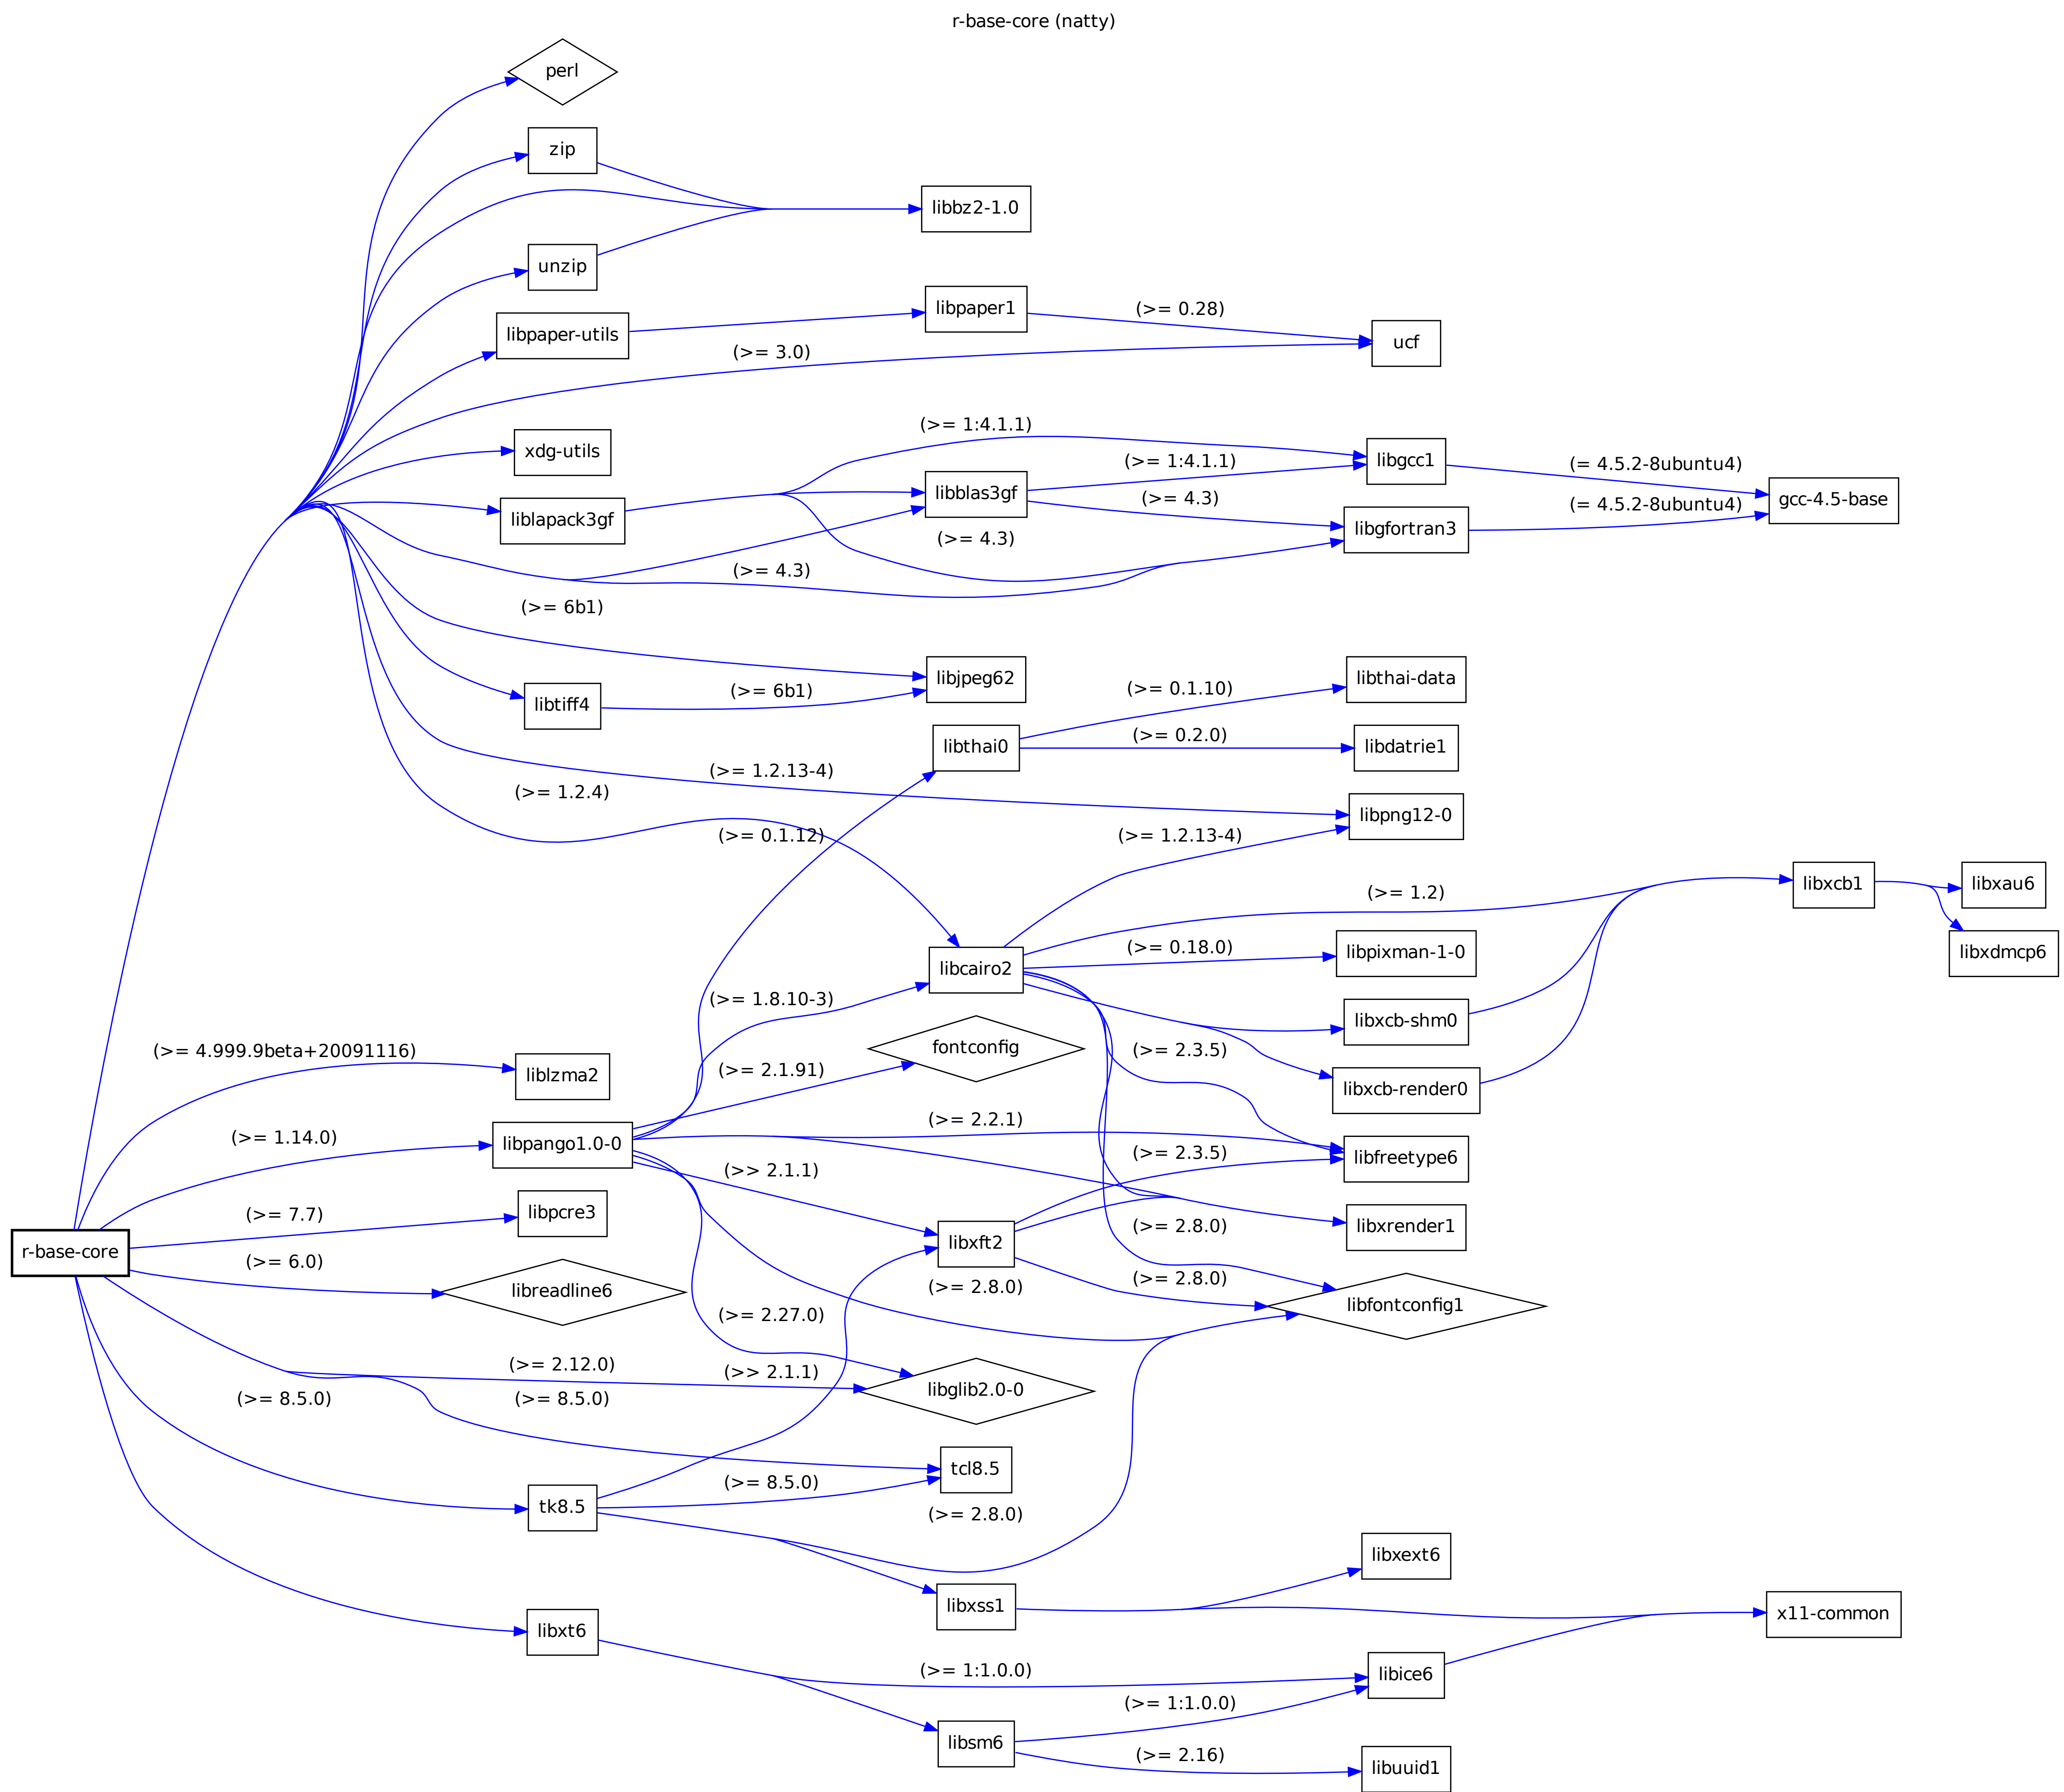 r-base-core (natty)
perl
zip
libbz2-1.0
unzip
libpaper1
(>= 0.28)
libpaper-utils
ucf
(>= 3.0)
(>= 1:4.1.1)
xdg-utils
(>= 1:4.1.1)
libgcc1
(= 4.5.2-8ubuntu4)
libblas3gf
(>= 4.3)
gcc-4.5-base
(= 4.5.2-8ubuntu4)
liblapack3gf
libgfortran3
(>= 4.3)
(>= 4.3)
(>= 6b1)
libjpeg62
libthai-data
(>= 0.1.10)
(>= 6b1)
libtiff4
(>= 0.2.0)
libthai0
libdatrie1
(>= 1.2.13-4)
(>= 1.2.4)
libpng12-0
(>= 0.1.12)
(>= 1.2.13-4)
(>= 1.2)
libxcb1
libxau6
(>= 0.18.0)
libpixman-1-0
libxdmcp6
libcairo2
(>= 1.8.10-3)
libxcb-shm0
fontconfig
(>= 2.3.5)
(>= 4.999.9beta+20091116)
(>= 2.1.91)
liblzma2
libxcb-render0
(>= 2.2.1)
(>= 1.14.0)
libpango1.0-0
(>= 2.3.5)
libfreetype6
(>> 2.1.1)
(>= 7.7)
libpcre3
(>= 2.8.0)
libxrender1
r-base-core
libxft2
(>= 6.0)
(>= 2.8.0)
(>= 2.8.0)
libreadline6
libfontconfig1
(>= 2.27.0)
(>= 2.12.0)
(>> 2.1.1)
libglib2.0-0
(>= 8.5.0)
(>= 8.5.0)
tcl8.5
(>= 8.5.0)
tk8.5
(>= 2.8.0)
libxext6
libxss1
x11-common
libxt6
(>= 1:1.0.0)
libice6
(>= 1:1.0.0)
libsm6
(>= 2.16)
libuuid1